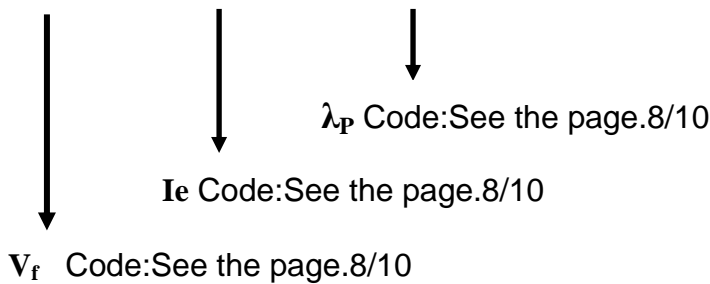 λP Code:See the page.8/10
Ie Code:See the page.8/10
Vf Code:See the page.8/10